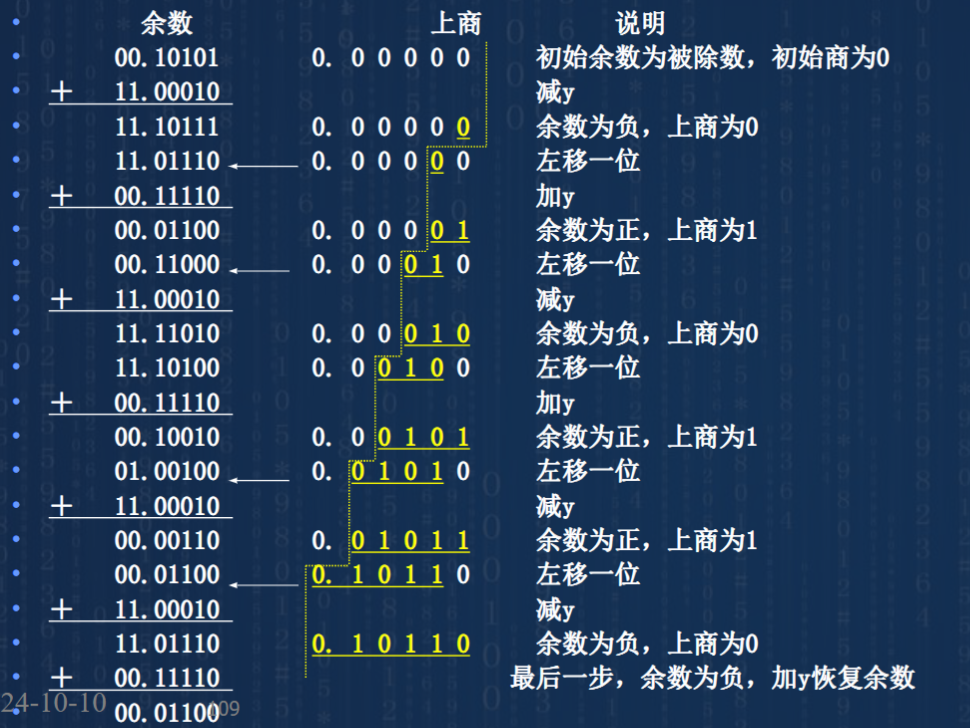 余数 上商 说明
00.10101 0. 0 0 0 0 0 初始余数为被除数，初始商为0
+ 11.00010 减y
11.10111 0. 0 0 0 0 0 余数为负，上商为0
11.01110 0. 0 0 0 0 0 左移一位
+ 00.11110 加y
00.01100 0. 0 0 0 0 1 余数为正，上商为1
00.11000 0. 0 0 0 1 0 左移一位
+ 11.00010 减y
11.11010 0. 0 0 0 1 0 余数为负，上商为0
11.10100 0. 0 0 1 0 0 左移一位
+ 00.11110 加y
00.10010 0. 0 0 1 0 1 余数为正，上商为1
01.00100 0. 0 1 0 1 0 左移一位
+ 11.00010 减y
00.00110 0. 0 1 0 1 1 余数为正，上商为1
00.01100 0. 1 0 1 1 0 左移一位
+ 11.00010 减y
11.01110 0. 1 0 1 1 0 余数为负，上商为0
+ 00.11110 最后一步，余数为负，加y恢复余数
24-10-10
00.01100
109